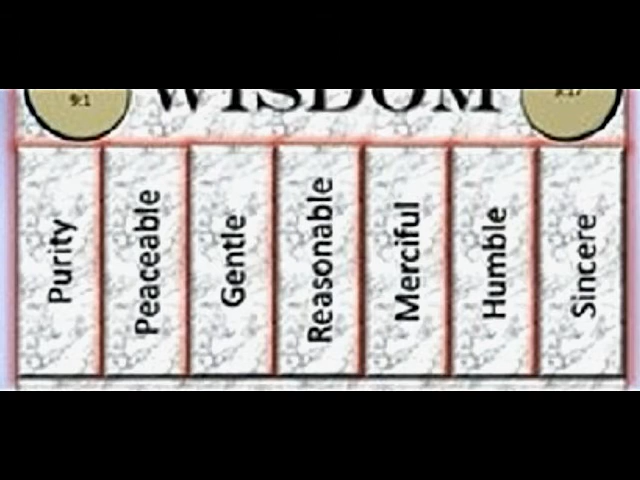 9:1
WISDOM
3:17
Purity
Peaceable
Gentle
Reasonable
Merciful
Humble
Sincere